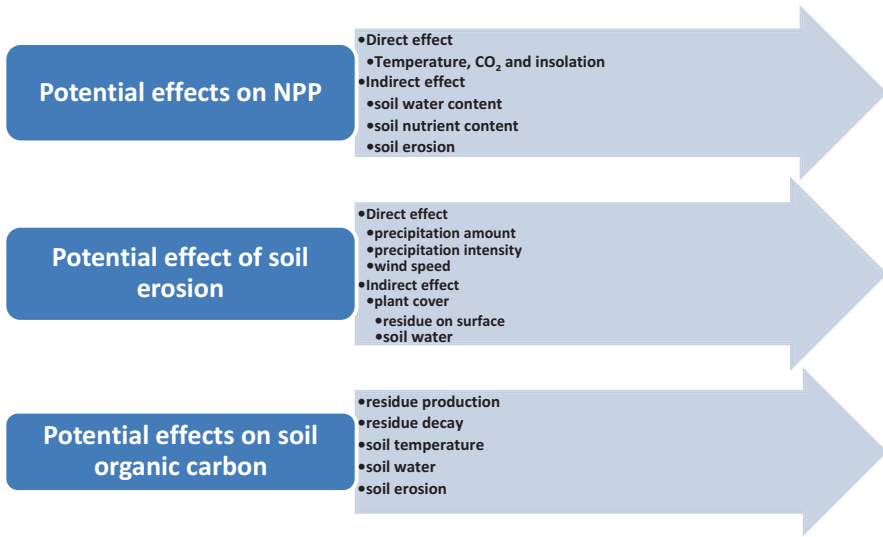 Potential effects on NPP
•Direct effect
•Temperature, CO₂ and insolation
•Indirect effect
•soil water content
•soil nutrient content
•soil erosion
Potential effect of soil
erosion
•Direct effect
•precipitation amount
•precipitation intensity
•wind speed
•Indirect effect
•plant cover
•residue on surface
•soil water
Potential effects on soil
organic carbon
•residue production
•residue decay
•soil temperature
•soil water
•soil erosion